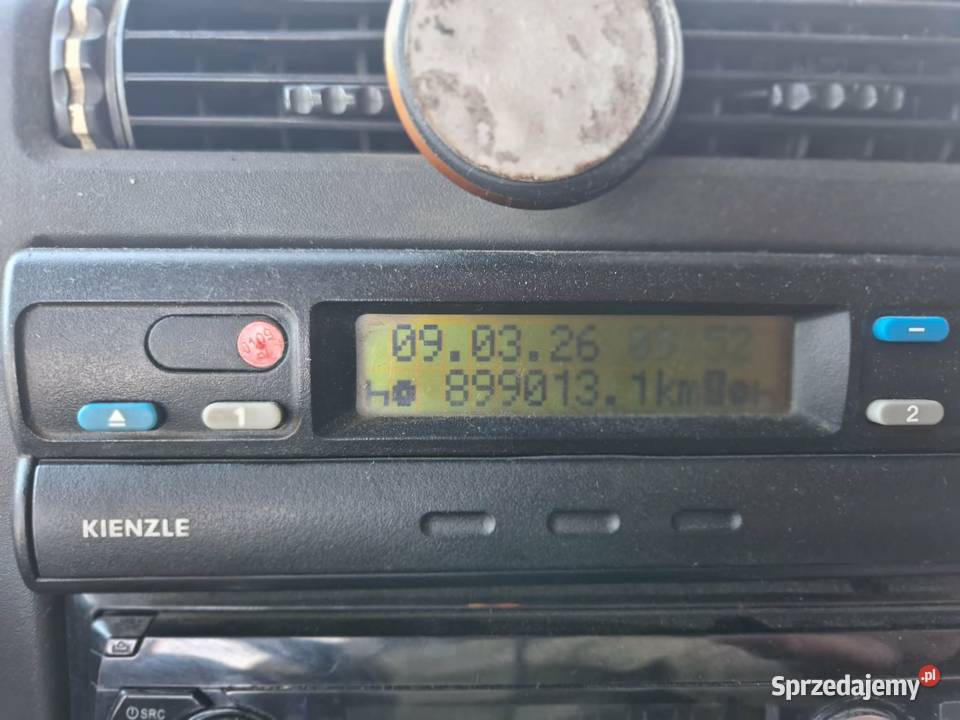 09.03.26
899013.1km
1
2
KIENZLE
SRC
Sprzedajemy.pl